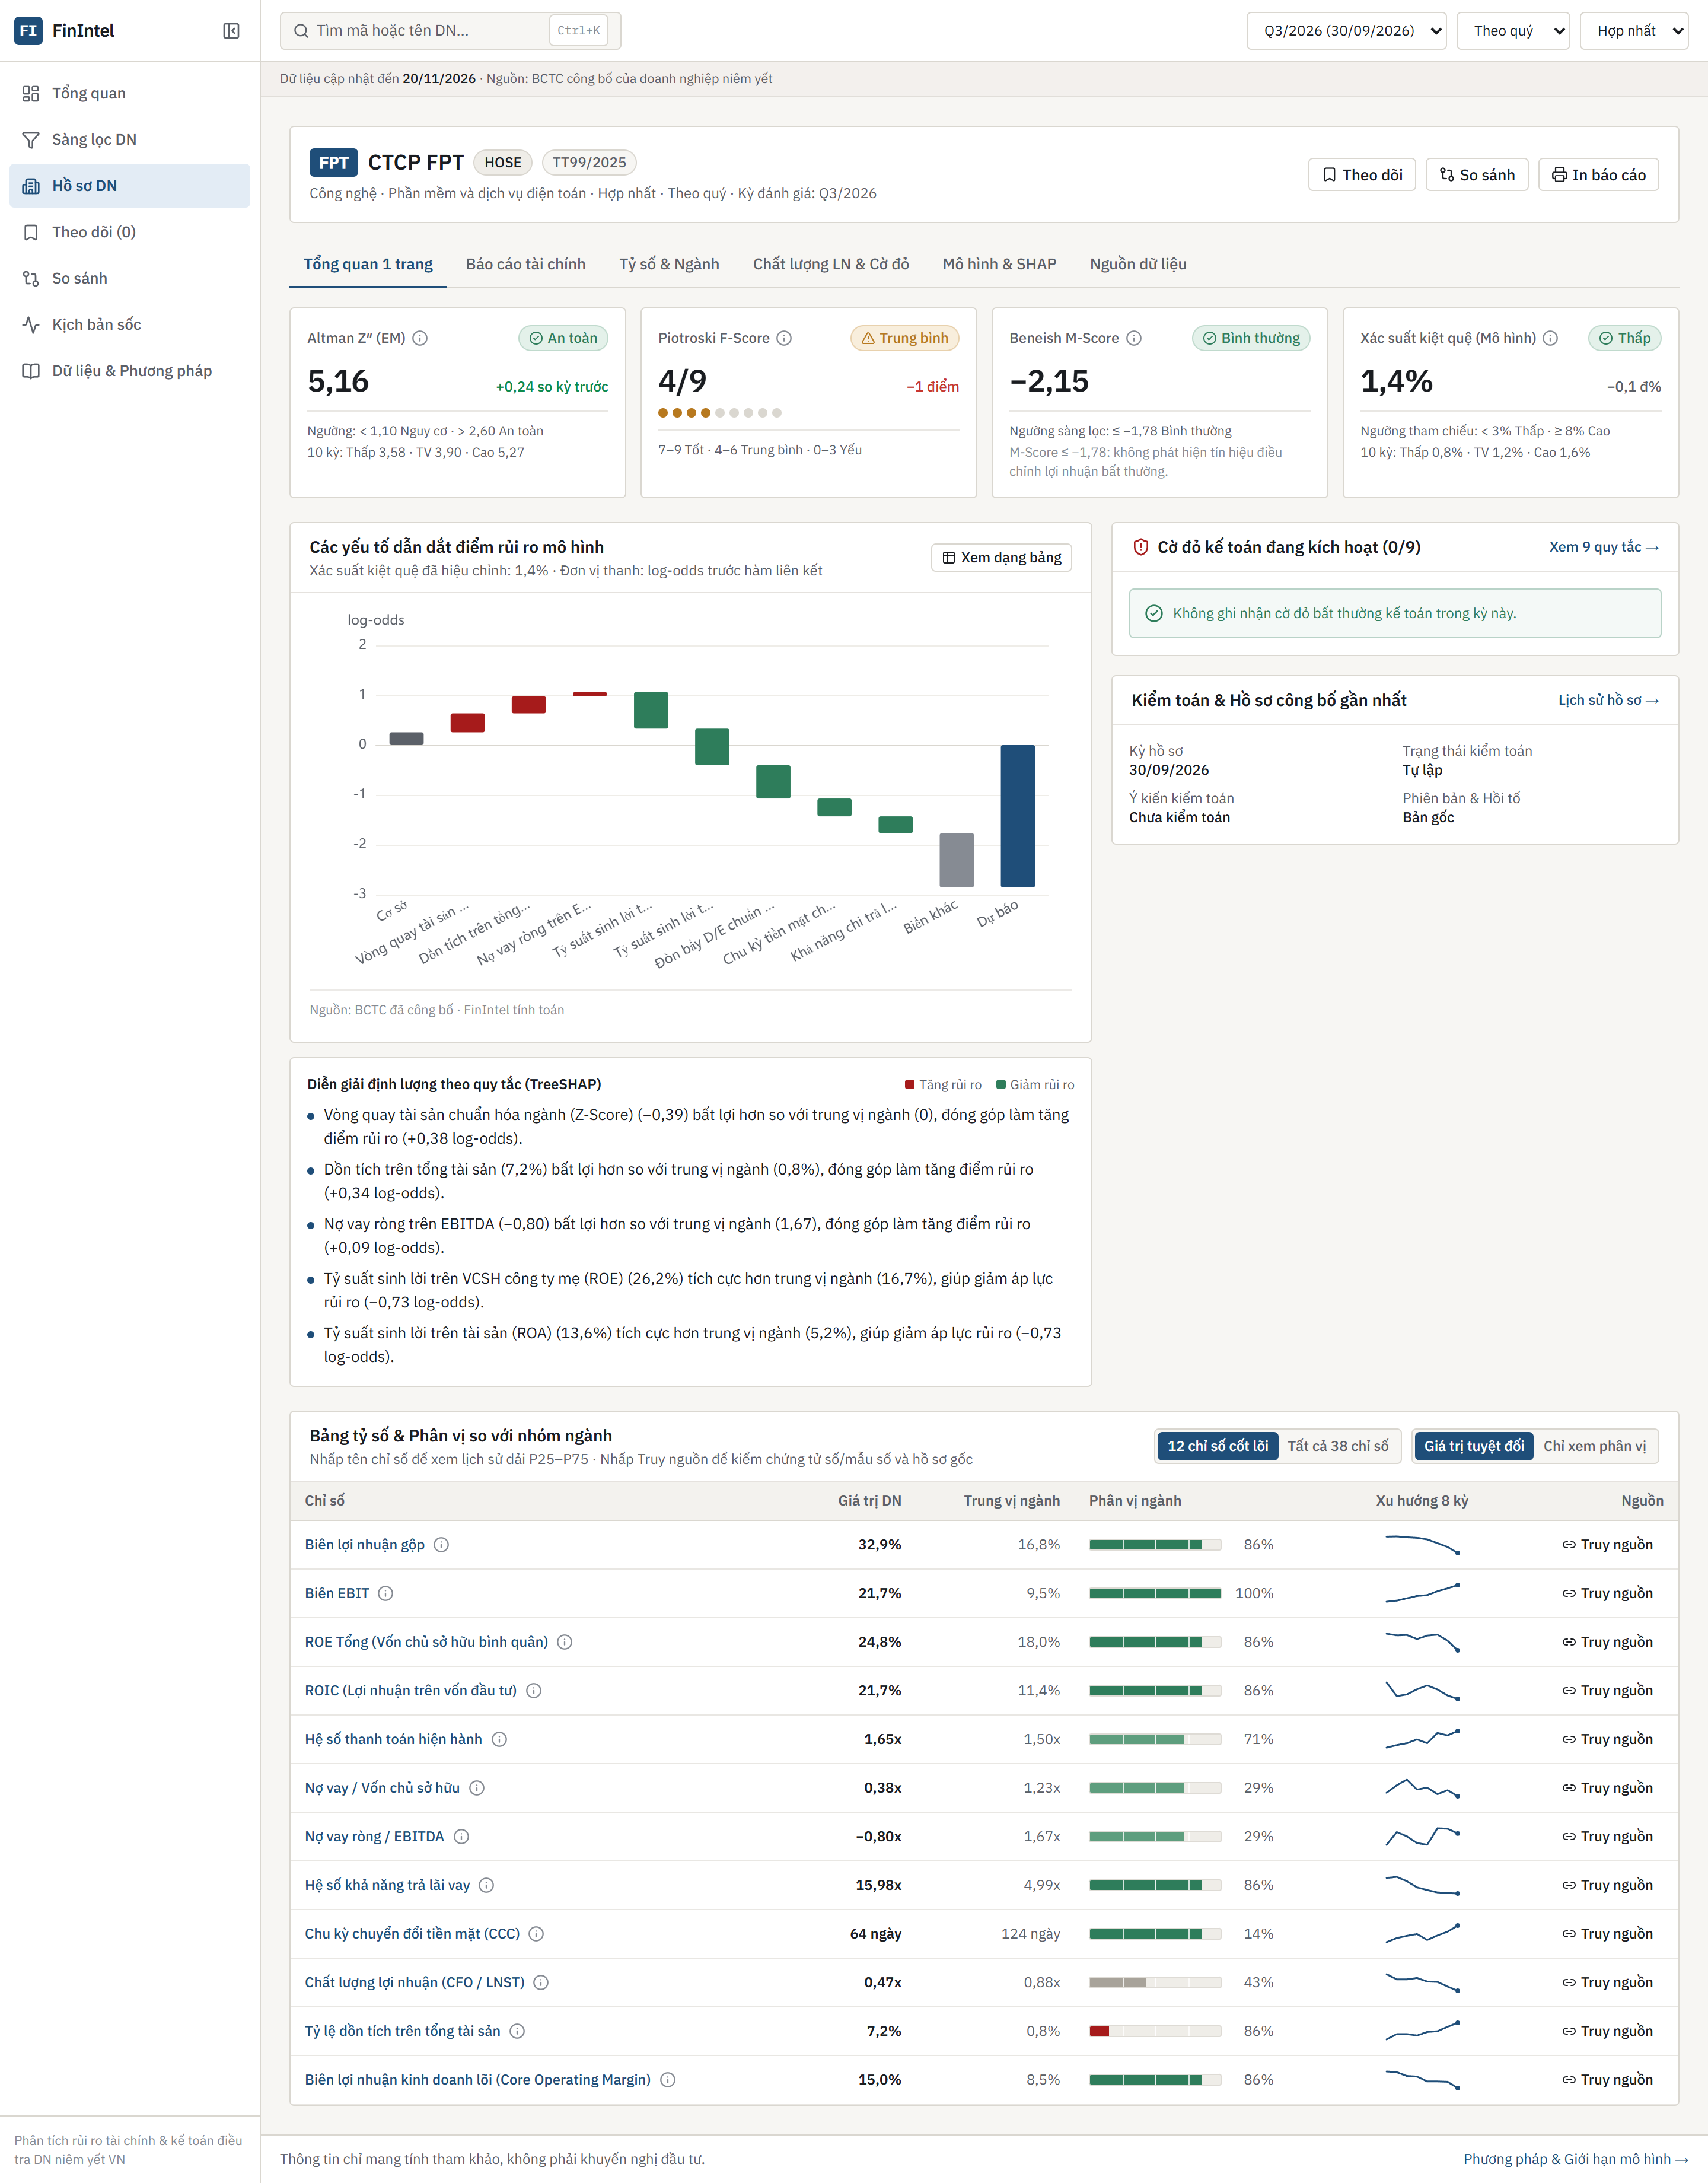 FI FinIntel
Tìm mã hoặc tên DN... Ctrl+K
Q3/2026 (30/09/2026) Theo quý Hợp nhất
Dữ liệu cập nhật đến 20/11/2026 · Nguồn: BCTC công bố của doanh nghiệp niêm yết
Tổng quan
Sàng lọc DN
Hồ sơ DN
Theo dõi (0)
So sánh
Kịch bản sốc
Dữ liệu & Phương pháp
FPT CTCP FPT HOSE TT99/2025
Công nghệ · Phần mềm và dịch vụ điện toán · Hợp nhất · Theo quý · Kỳ đánh giá: Q3/2026
Theo dõi So sánh In báo cáo
Tổng quan 1 trang Báo cáo tài chính Tỷ số & Ngành Chất lượng LN & Cờ đỏ Mô hình & SHAP Nguồn dữ liệu
Altman Z″ (EM) An toàn
5,16 +0,24 so kỳ trước
Ngưỡng: < 1,10 Nguy cơ · > 2,60 An toàn
10 kỳ: Thấp 3,58 · TV 3,90 · Cao 5,27
Piotroski F-Score Trung bình
4/9 −1 điểm
7–9 Tốt · 4–6 Trung bình · 0–3 Yếu
Beneish M-Score Bình thường
−2,15
Ngưỡng sàng lọc: ≤ −1,78 Bình thường
M-Score ≤ −1,78: không phát hiện tín hiệu điều
chỉnh lợi nhuận bất thường.
Xác suất kiệt quệ (Mô hình) Thấp
1,4% −0,1 đ%
Ngưỡng tham chiếu: < 3% Thấp · ≥ 8% Cao
10 kỳ: Thấp 0,8% · TV 1,2% · Cao 1,6%
Các yếu tố dẫn dắt điểm rủi ro mô hình
Xác suất kiệt quệ đã hiệu chỉnh: 1,4% · Đơn vị thanh: log-odds trước hàm liên kết
Xem dạng bảng
log-odds
2
1
0
-1
-2
-3
Cơ sở
Vòng quay tài sản ...
Dồn tích trên tổng...
Nợ vay ròng trên E...
Tỷ suất sinh lời t...
Tỷ suất sinh lời t...
Đòn bẩy D/E chuẩn ...
Chu kỳ tiền mặt ch...
Khả năng chi trả l...
Biến khác
Dự báo
Nguồn: BCTC đã công bố · FinIntel tính toán
Cờ đỏ kế toán đang kích hoạt (0/9) Xem 9 quy tắc →
Không ghi nhận cờ đỏ bất thường kế toán trong kỳ này.
Kiểm toán & Hồ sơ công bố gần nhất Lịch sử hồ sơ →
Kỳ hồ sơ Trạng thái kiểm toán
30/09/2026 Tự lập
Ý kiến kiểm toán Phiên bản & Hồi tố
Chưa kiểm toán Bản gốc
Diễn giải định lượng theo quy tắc (TreeSHAP) Tăng rủi ro Giảm rủi ro
Vòng quay tài sản chuẩn hóa ngành (Z-Score) (−0,39) bất lợi hơn so với trung vị ngành (0), đóng góp làm tăng
điểm rủi ro (+0,38 log-odds).
Dồn tích trên tổng tài sản (7,2%) bất lợi hơn so với trung vị ngành (0,8%), đóng góp làm tăng điểm rủi ro
(+0,34 log-odds).
Nợ vay ròng trên EBITDA (−0,80) bất lợi hơn so với trung vị ngành (1,67), đóng góp làm tăng điểm rủi ro
(+0,09 log-odds).
Tỷ suất sinh lời trên VCSH công ty mẹ (ROE) (26,2%) tích cực hơn trung vị ngành (16,7%), giúp giảm áp lực
rủi ro (−0,73 log-odds).
Tỷ suất sinh lời trên tài sản (ROA) (13,6%) tích cực hơn trung vị ngành (5,2%), giúp giảm áp lực rủi ro (−0,73
log-odds).
Bảng tỷ số & Phân vị so với nhóm ngành
Nhấp tên chỉ số để xem lịch sử dải P25–P75 · Nhấp Truy nguồn để kiểm chứng tử số/mẫu số và hồ sơ gốc
12 chỉ số cốt lõi Tất cả 38 chỉ số Giá trị tuyệt đối Chỉ xem phân vị
Chỉ số Giá trị DN Trung vị ngành Phân vị ngành Xu hướng 8 kỳ Nguồn
Biên lợi nhuận gộp 32,9% 16,8% 86% Truy nguồn
Biên EBIT 21,7% 9,5% 100% Truy nguồn
ROE Tổng (Vốn chủ sở hữu bình quân) 24,8% 18,0% 86% Truy nguồn
ROIC (Lợi nhuận trên vốn đầu tư) 21,7% 11,4% 86% Truy nguồn
Hệ số thanh toán hiện hành 1,65x 1,50x 71% Truy nguồn
Nợ vay / Vốn chủ sở hữu 0,38x 1,23x 29% Truy nguồn
Nợ vay ròng / EBITDA −0,80x 1,67x 29% Truy nguồn
Hệ số khả năng trả lãi vay 15,98x 4,99x 86% Truy nguồn
Chu kỳ chuyển đổi tiền mặt (CCC) 64 ngày 124 ngày 14% Truy nguồn
Chất lượng lợi nhuận (CFO / LNST) 0,47x 0,88x 43% Truy nguồn
Tỷ lệ dồn tích trên tổng tài sản 7,2% 0,8% 86% Truy nguồn
Biên lợi nhuận kinh doanh lõi (Core Operating Margin) 15,0% 8,5% 86% Truy nguồn
Phân tích rủi ro tài chính & kế toán điều
tra DN niêm yết VN
Thông tin chỉ mang tính tham khảo, không phải khuyến nghị đầu tư. Phương pháp & Giới hạn mô hình →